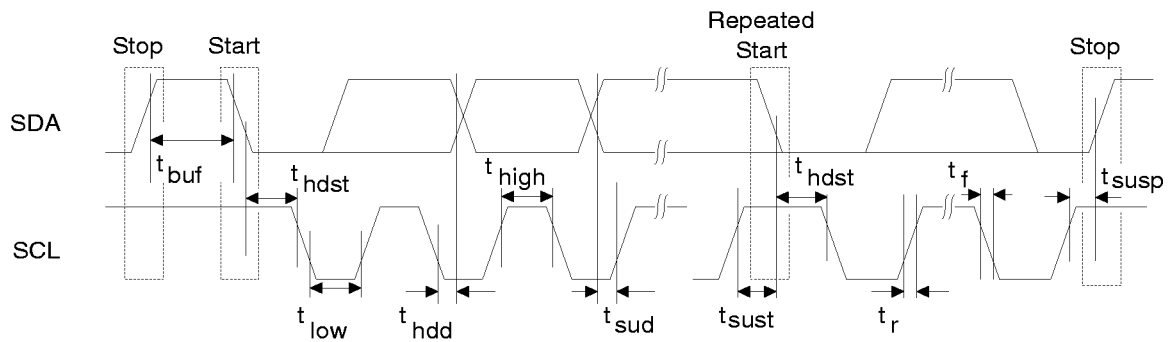 Repeated
Stop Start Start Stop
SDA
t buf t hdst t high t hdst t f t susp
SCL
t low t hdd t sud t sust t r